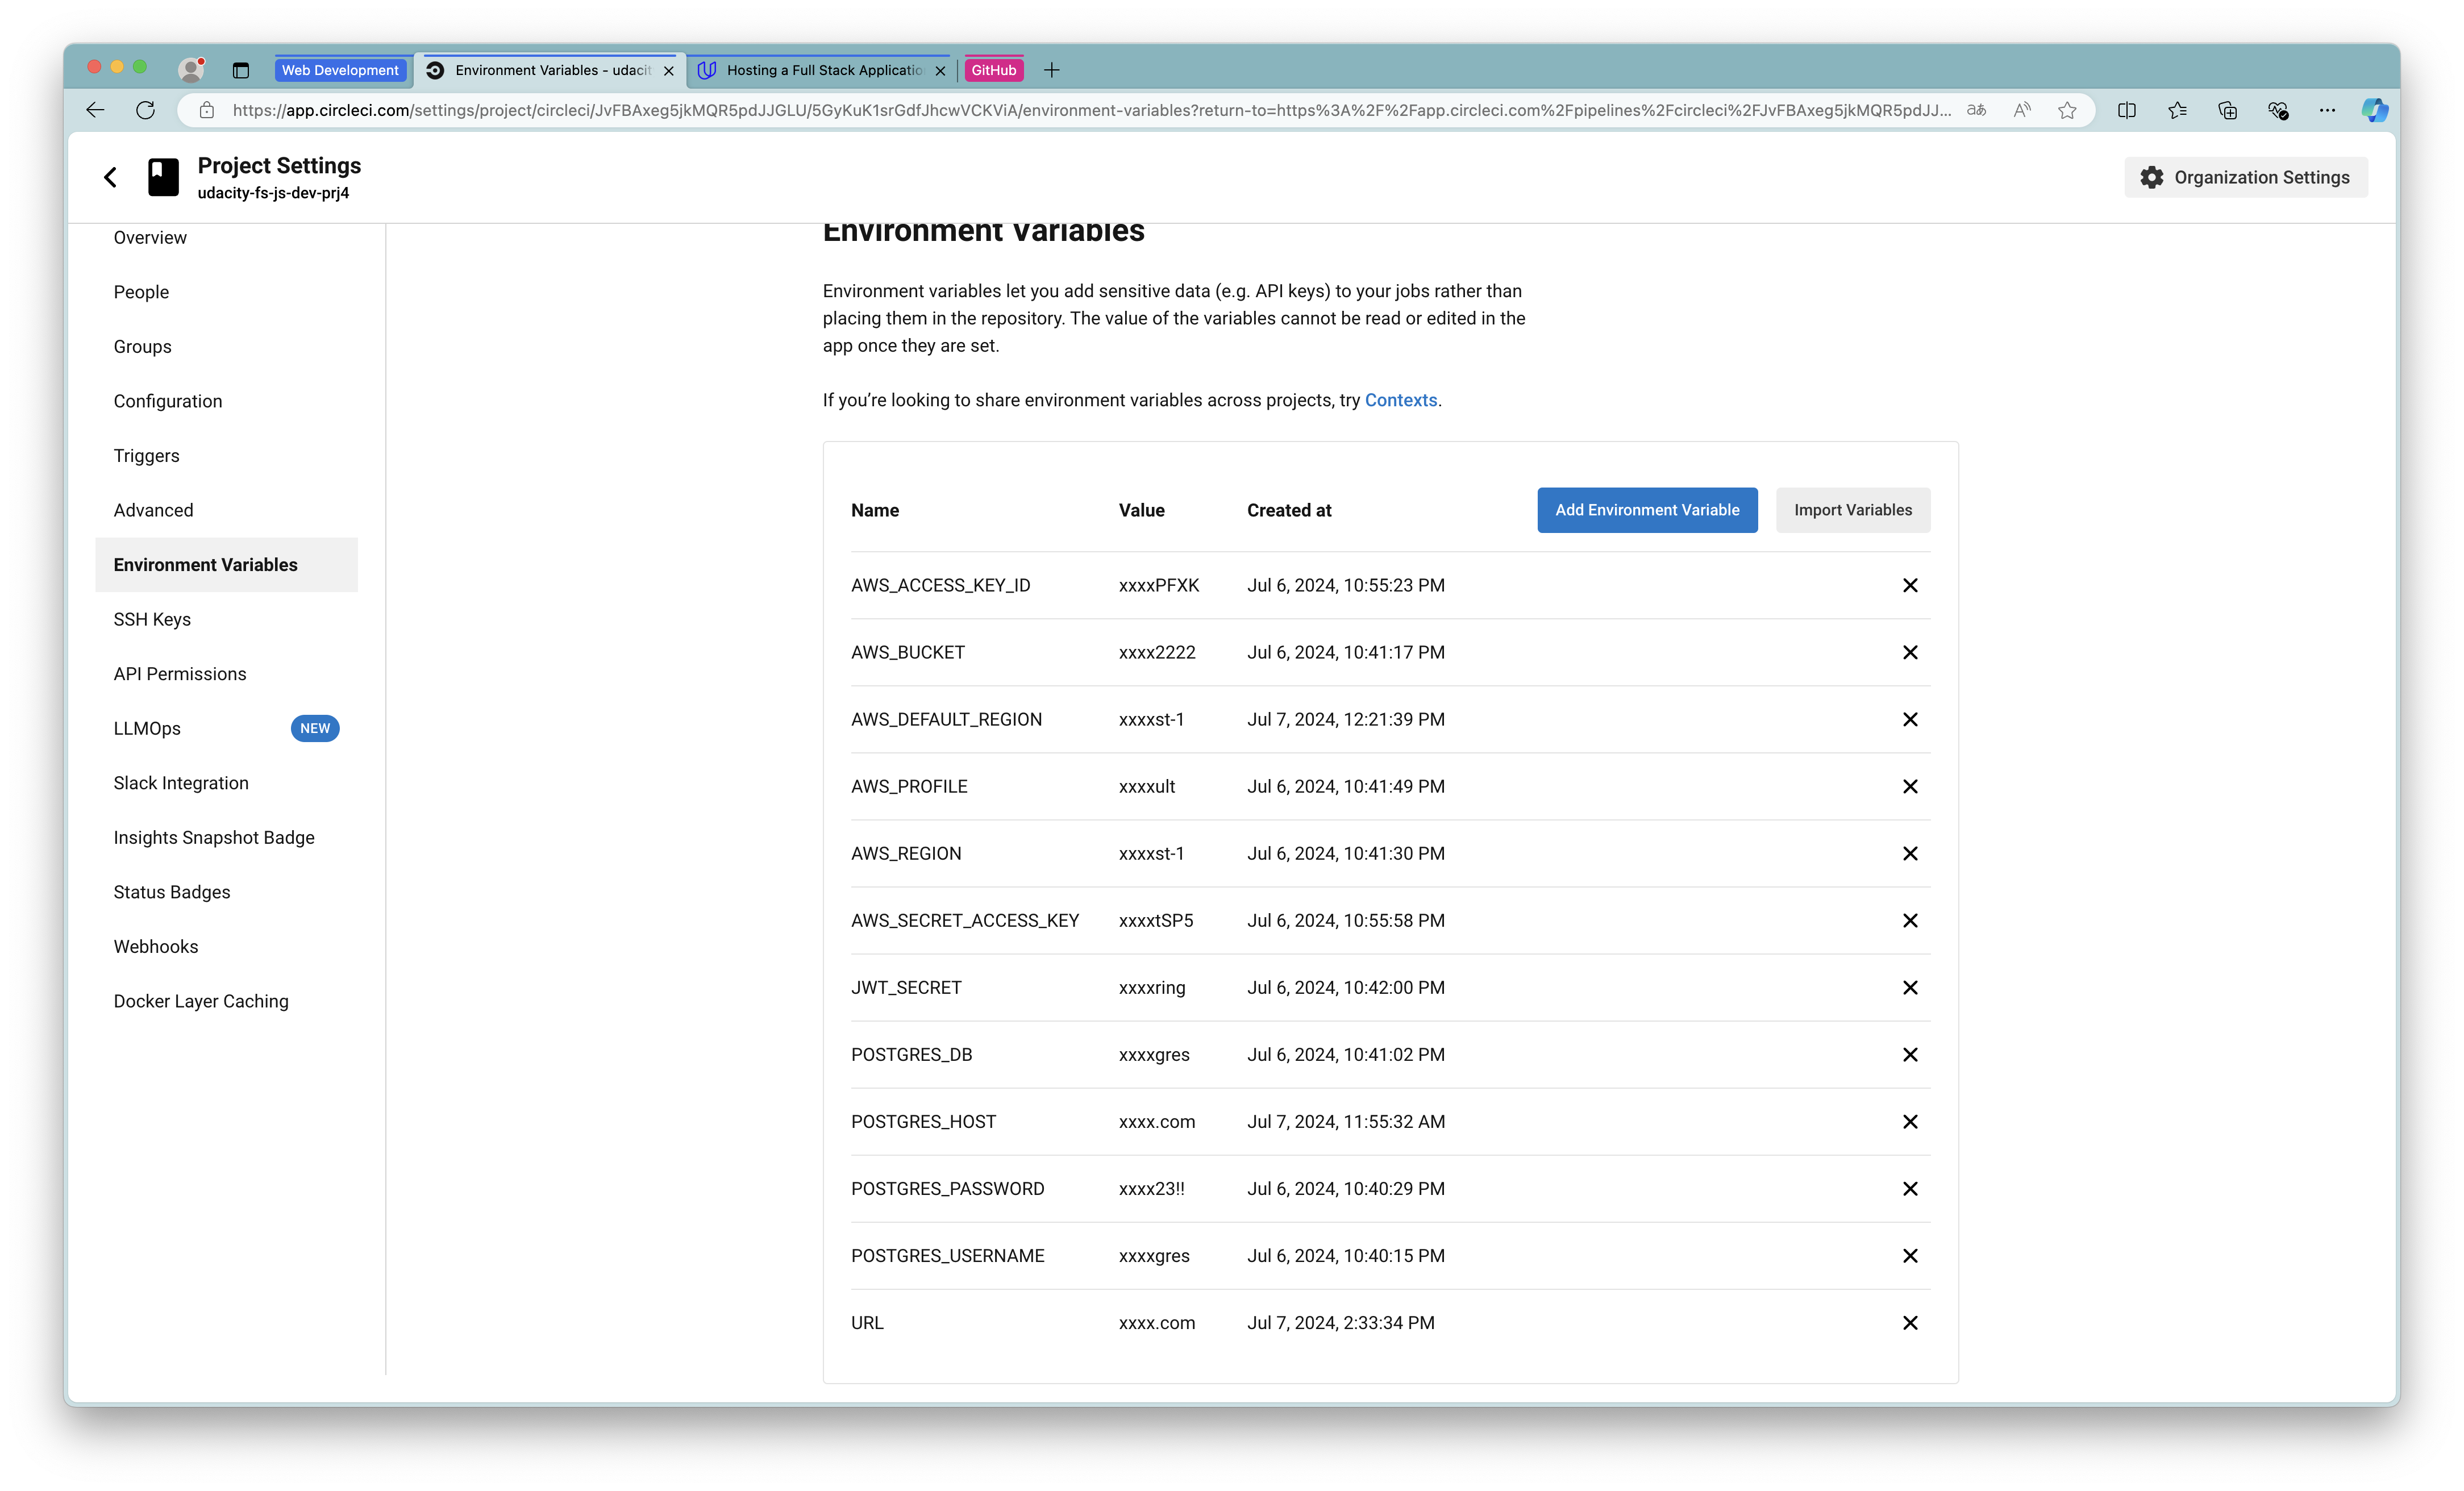 Web Development
Environment Variables - udacit
Hosting a Full Stack Applicatio
GitHub
https://app.circleci.com/settings/project/circleci/JvFBAxeg5jkMQR5pdJJGLU/5GyKuK1srGdfJhcwVCKViA/environment-variables?return-to=https%3A%2F%2Fapp.circleci.com%2Fpipelines%2Fcircleci%2FJvFBAxeg5jkMQR5pdJJ...
Project Settings
udacity-fs-js-dev-prj4
Organization Settings
Overview
People
Groups
Configuration
Triggers
Advanced
Environment Variables
SSH Keys
API Permissions
LLMOps NEW
Slack Integration
Insights Snapshot Badge
Status Badges
Webhooks
Docker Layer Caching
Environment Variables
Environment variables let you add sensitive data (e.g. API keys) to your jobs rather than
placing them in the repository. The value of the variables cannot be read or edited in the
app once they are set.
If you’re looking to share environment variables across projects, try Contexts.
Name Value Created at Add Environment Variable Import Variables
AWS_ACCESS_KEY_ID xxxxPFXK Jul 6, 2024, 10:55:23 PM
AWS_BUCKET xxxx2222 Jul 6, 2024, 10:41:17 PM
AWS_DEFAULT_REGION xxxxst-1 Jul 7, 2024, 12:21:39 PM
AWS_PROFILE xxxxult Jul 6, 2024, 10:41:49 PM
AWS_REGION xxxxst-1 Jul 6, 2024, 10:41:30 PM
AWS_SECRET_ACCESS_KEY xxxxtSP5 Jul 6, 2024, 10:55:58 PM
JWT_SECRET xxxxring Jul 6, 2024, 10:42:00 PM
POSTGRES_DB xxxxgres Jul 6, 2024, 10:41:02 PM
POSTGRES_HOST xxxx.com Jul 7, 2024, 11:55:32 AM
POSTGRES_PASSWORD xxxx23!! Jul 6, 2024, 10:40:29 PM
POSTGRES_USERNAME xxxxgres Jul 6, 2024, 10:40:15 PM
URL xxxx.com Jul 7, 2024, 2:33:34 PM